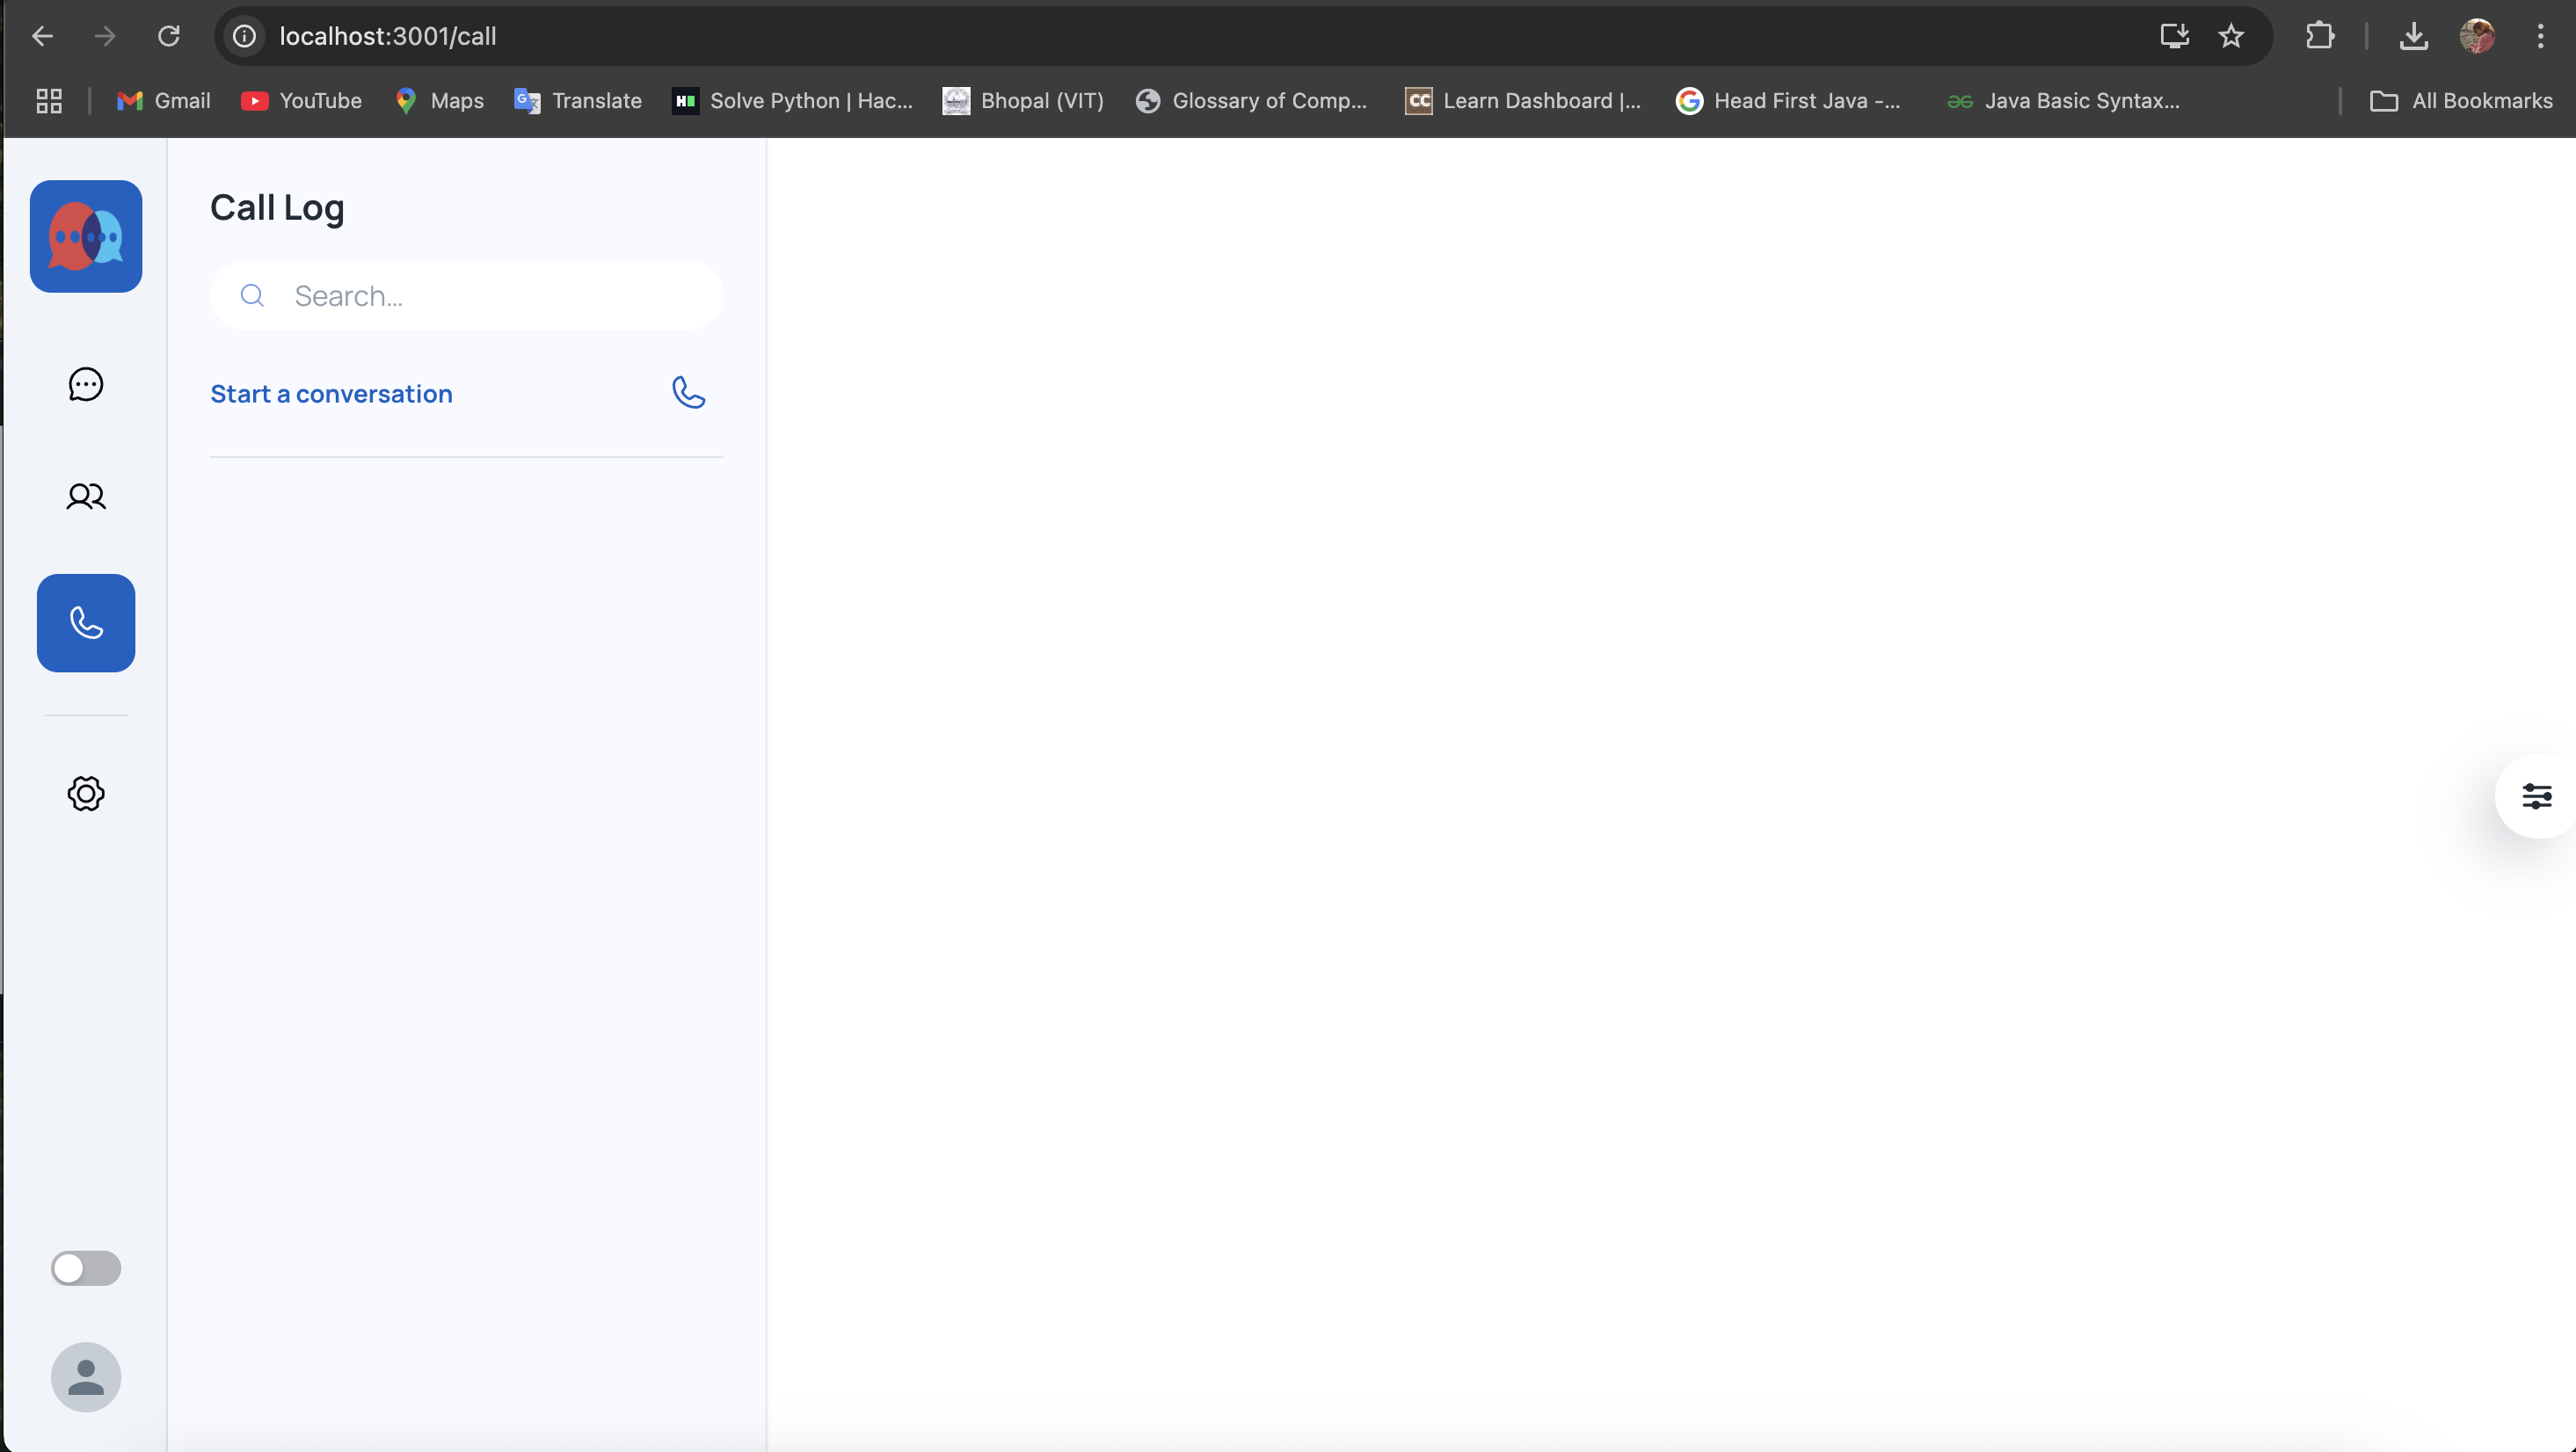 localhost:3001/call
Gmail YouTube Maps Translate Solve Python | Hac... Bhopal (VIT) Glossary of Comp... Learn Dashboard |... Head First Java -... Java Basic Syntax... All Bookmarks
Call Log
Search...
Start a conversation